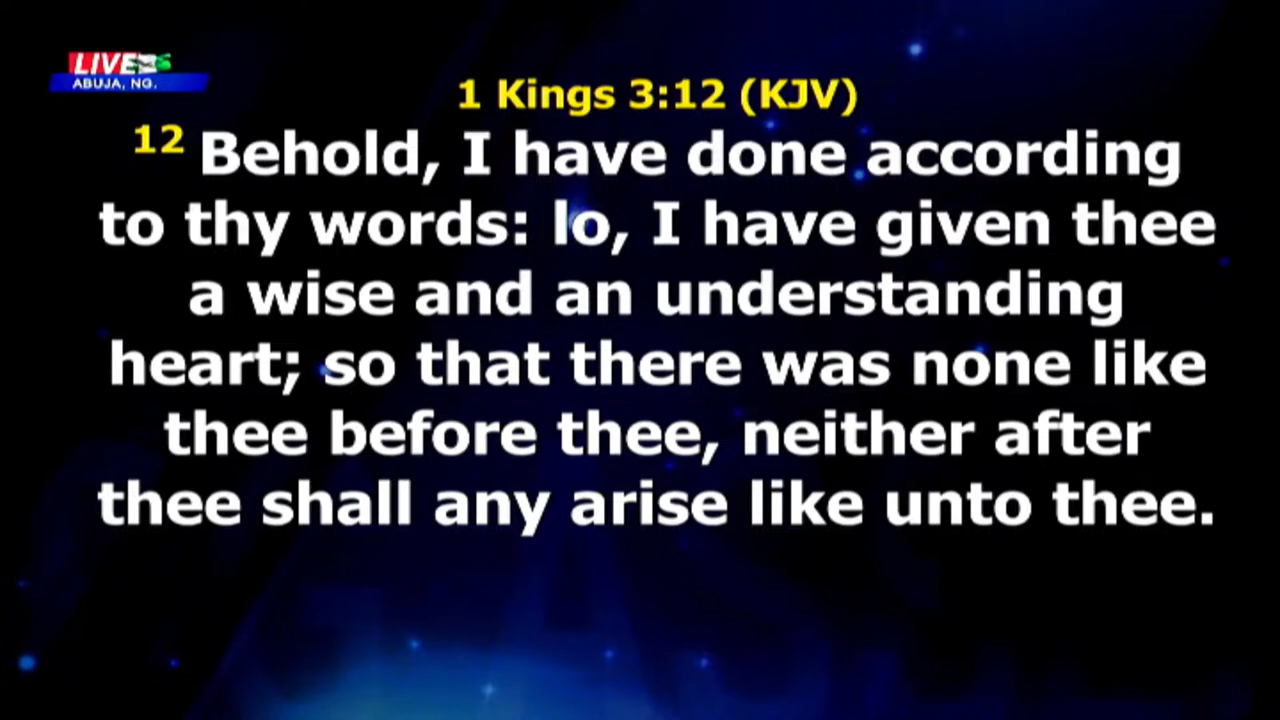 LIVE
ABUJA, NG.
1 Kings 3:12 (KJV)
12 Behold, I have done according
to thy words: lo, I have given thee
a wise and an understanding
heart; so that there was none like
thee before thee, neither after
thee shall any arise like unto thee.